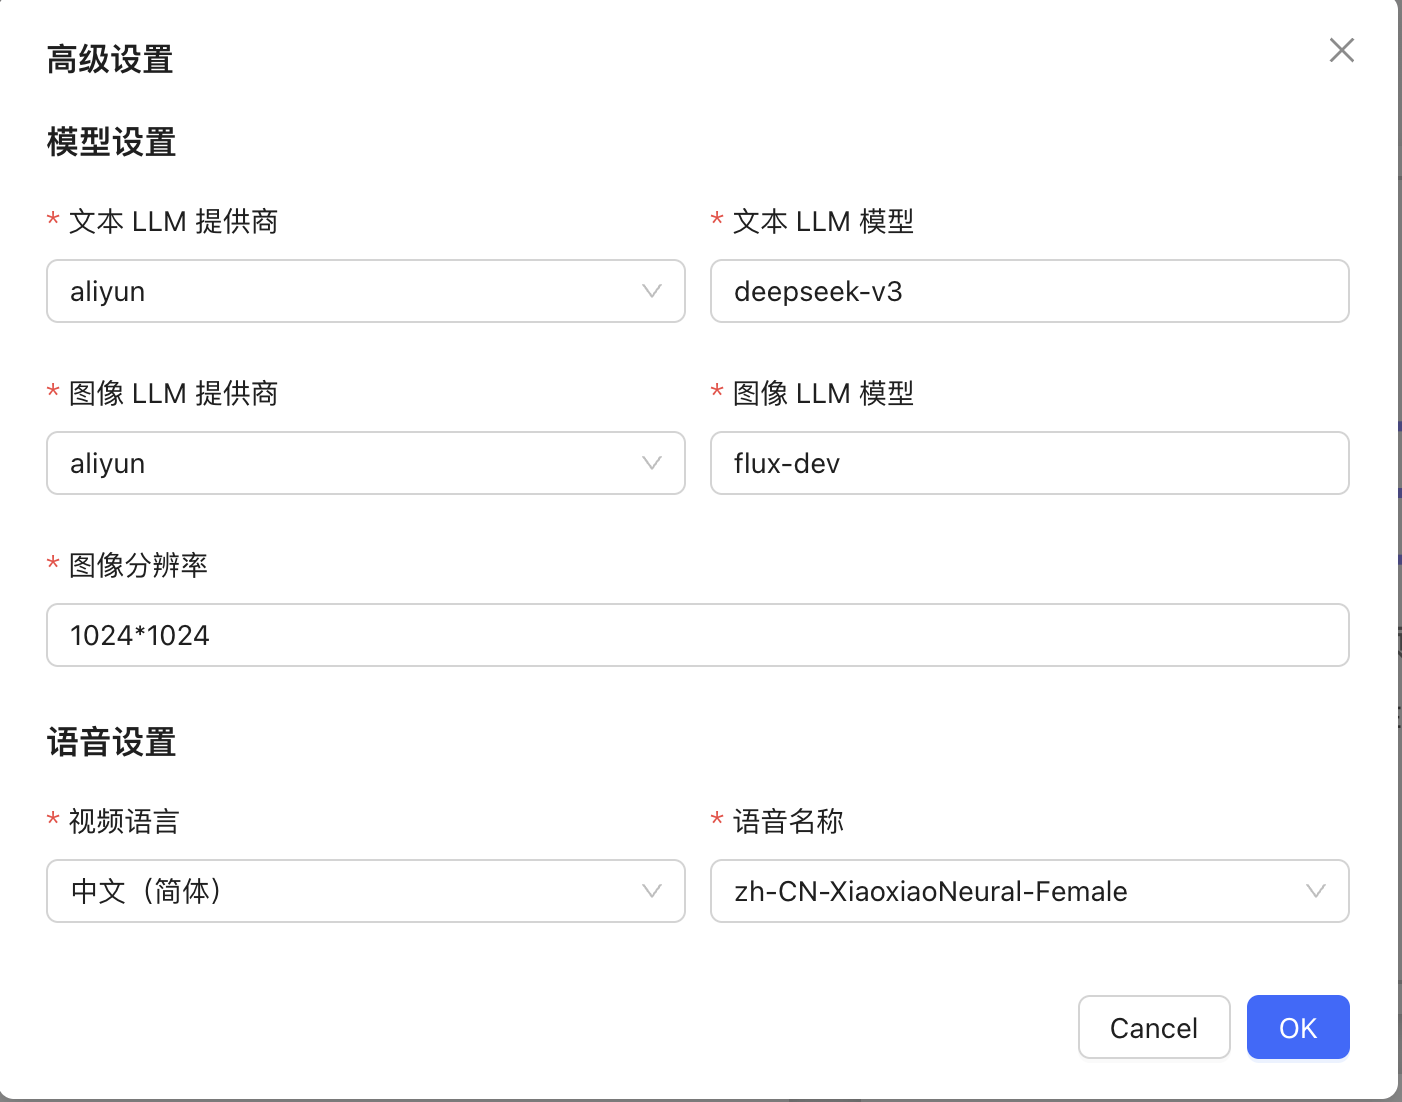 高级设置
模型设置
* 文本 LLM 提供商
* 文本 LLM 模型
aliyun
deepseek-v3
* 图像 LLM 提供商
* 图像 LLM 模型
aliyun
flux-dev
* 图像分辨率
1024*1024
语音设置
* 视频语言
* 语音名称
中文（简体）
zh-CN-XiaoxiaoNeural-Female
Cancel
OK